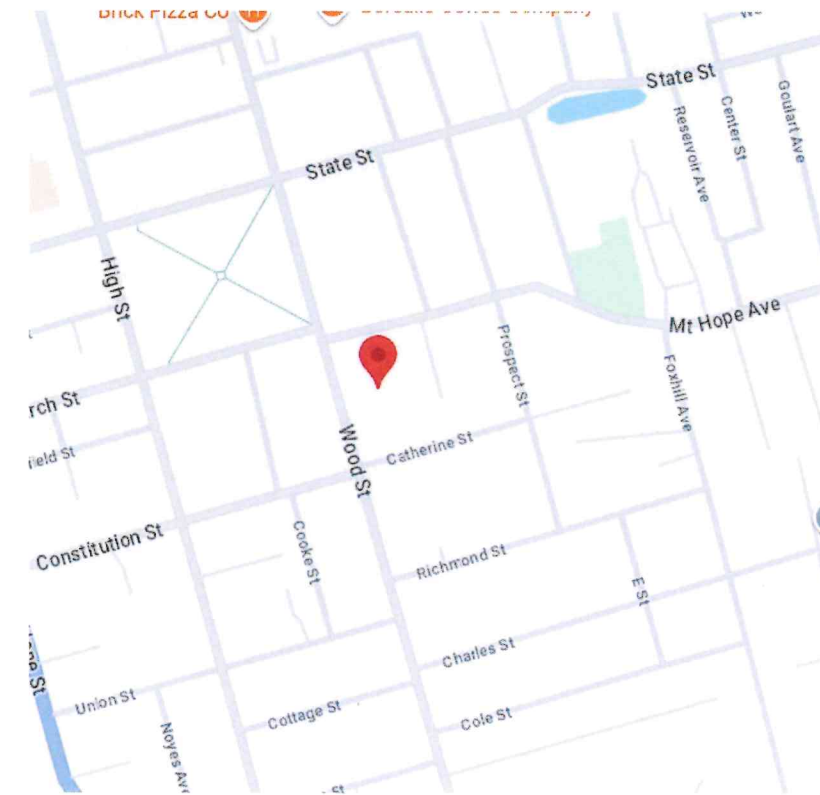 Brick Pizza Co
State St
Reservoir Ave
Center St
Goulart Ave
State St
High St
Mt Hope Ave
Prospect St
Foxhill Ave
rch St
Wood St
Catherine St
field St
Constitution St
Cooke St
Richmond St
E St
Charles St
Union St
Cottage St
Cole St
Noyes Ave
St